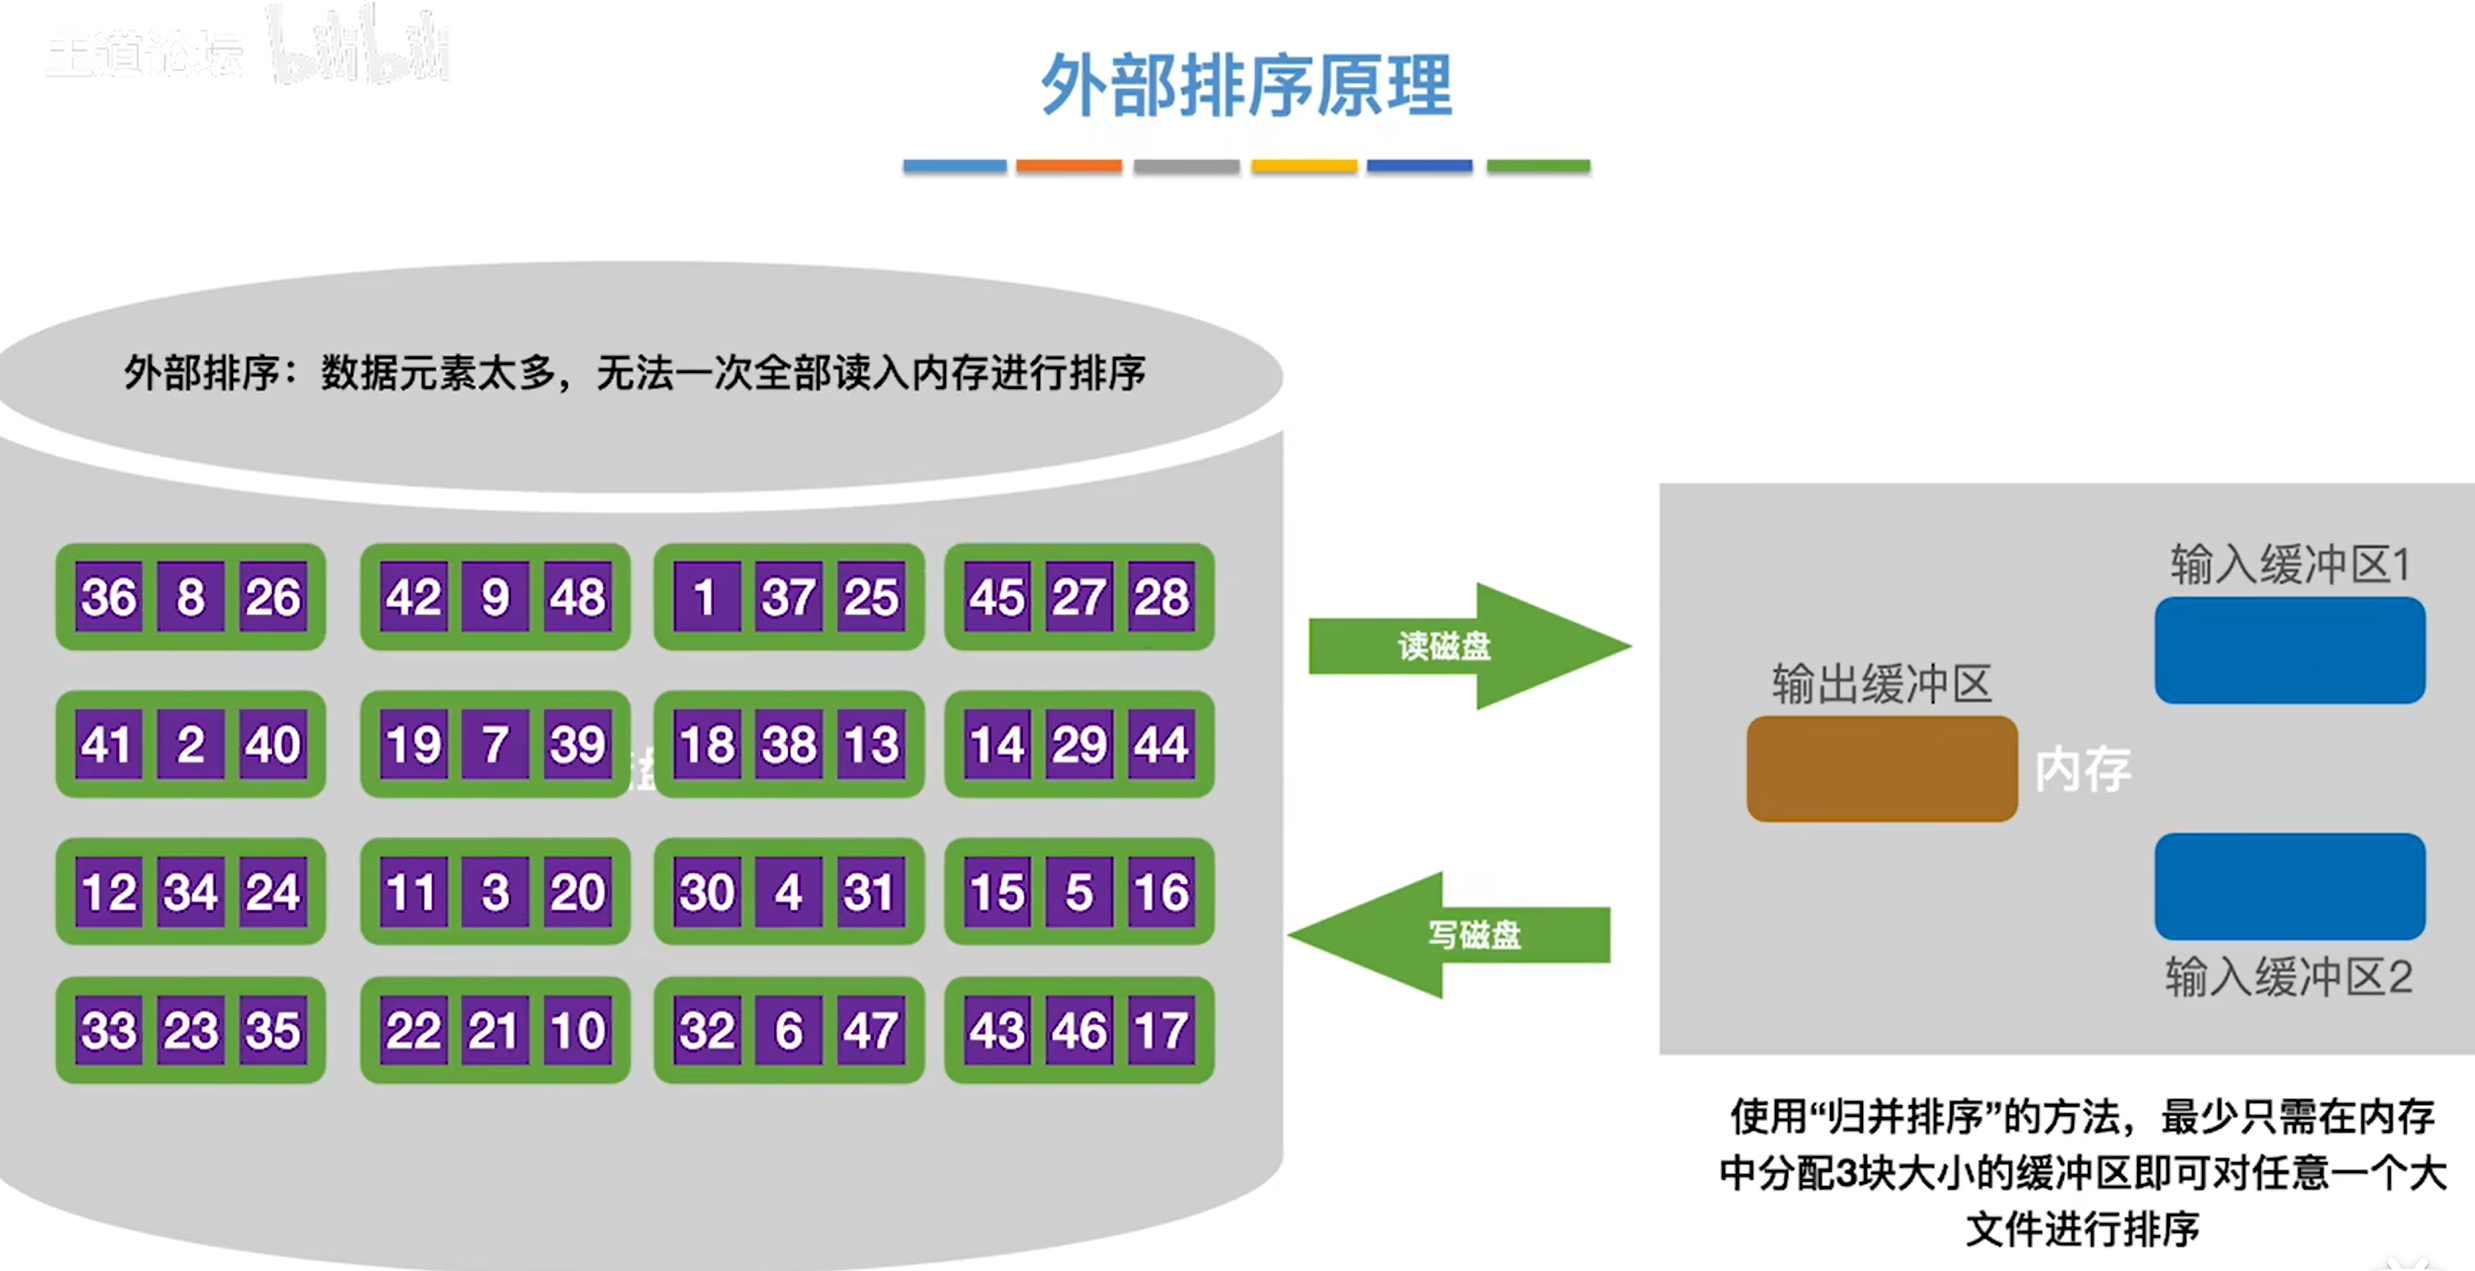 王道论坛 bilibili
外部排序原理
外部排序：数据元素太多，无法一次全部读入内存进行排序
36 8 26 42 9 48 1 37 25 45 27 28
41 2 40 19 7 39 18 38 13 14 29 44
12 34 24 11 3 20 30 4 31 15 5 16
33 23 35 22 21 10 32 6 47 43 46 17
读磁盘
写磁盘
输入缓冲区1
输出缓冲区
内存
输入缓冲区2
使用“归并排序”的方法，最少只需在内存
中分配3块大小的缓冲区即可对任意一个大
文件进行排序